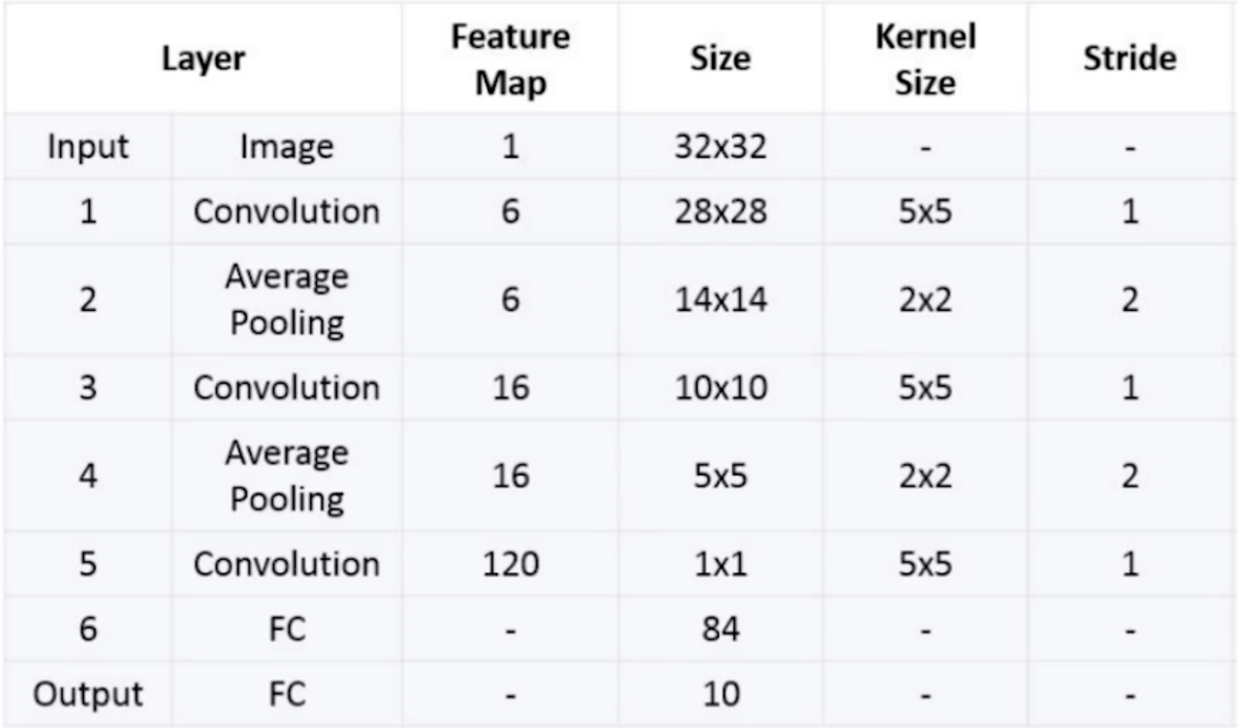 Layer Feature Map Size Kernel Size Stride
Input Image 1 32x32 - -
1 Convolution 6 28x28 5x5 1
2 Average Pooling 6 14x14 2x2 2
3 Convolution 16 10x10 5x5 1
4 Average Pooling 16 5x5 2x2 2
5 Convolution 120 1x1 5x5 1
6 FC - 84 - -
Output FC - 10 - -